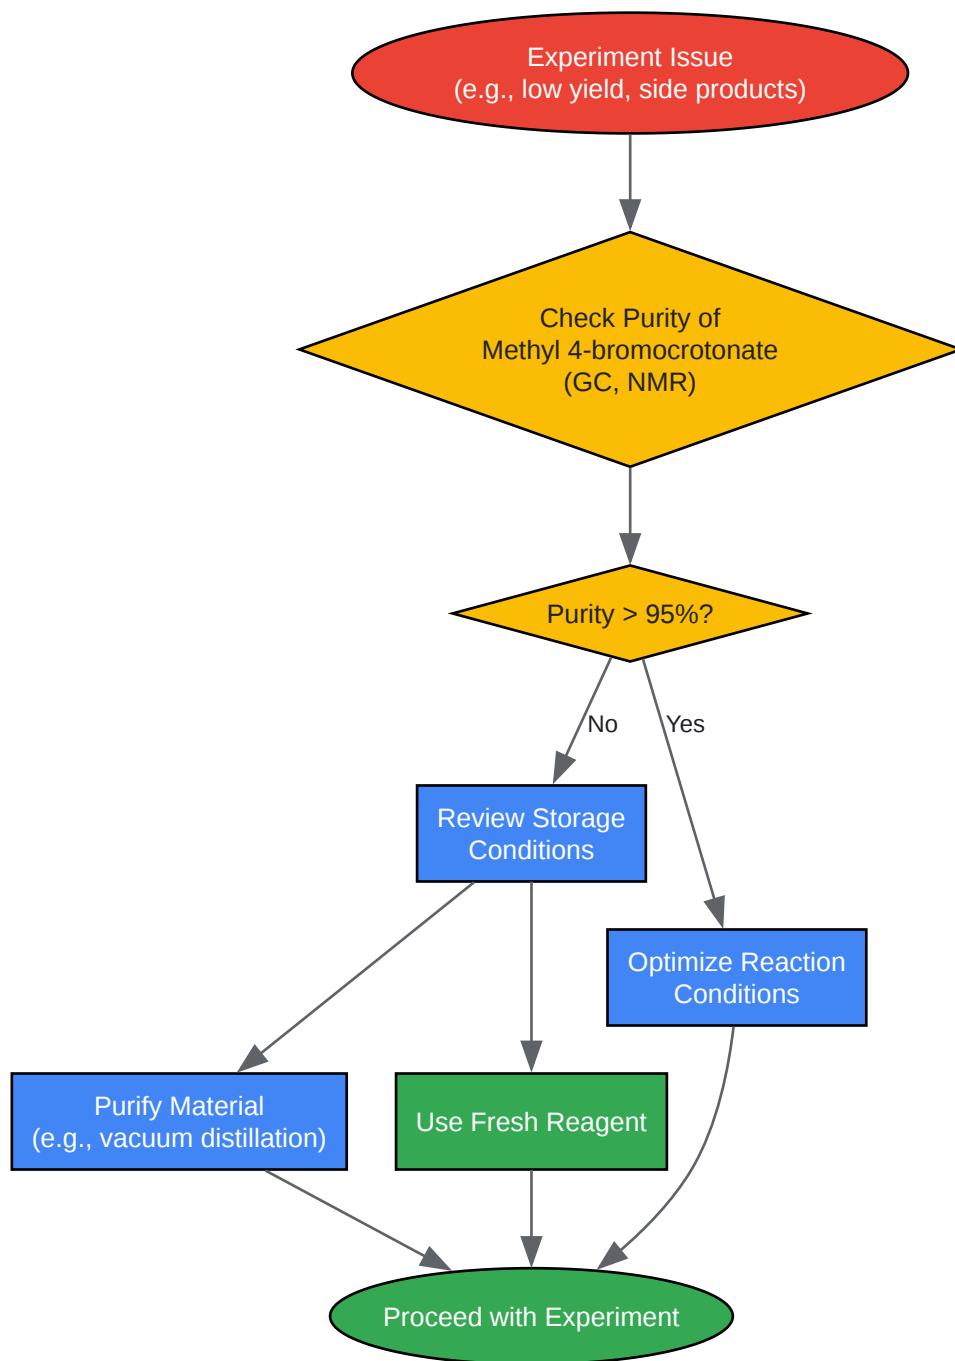 Experiment Issue
(e.g., low yield, side products)
Check Purity of
Methyl 4-bromocrotonate
(GC, NMR)
Purity > 95%?
No
Yes
Review Storage
Conditions
Optimize Reaction
Conditions
Purify Material
(e.g., vacuum distillation)
Use Fresh Reagent
Proceed with Experiment